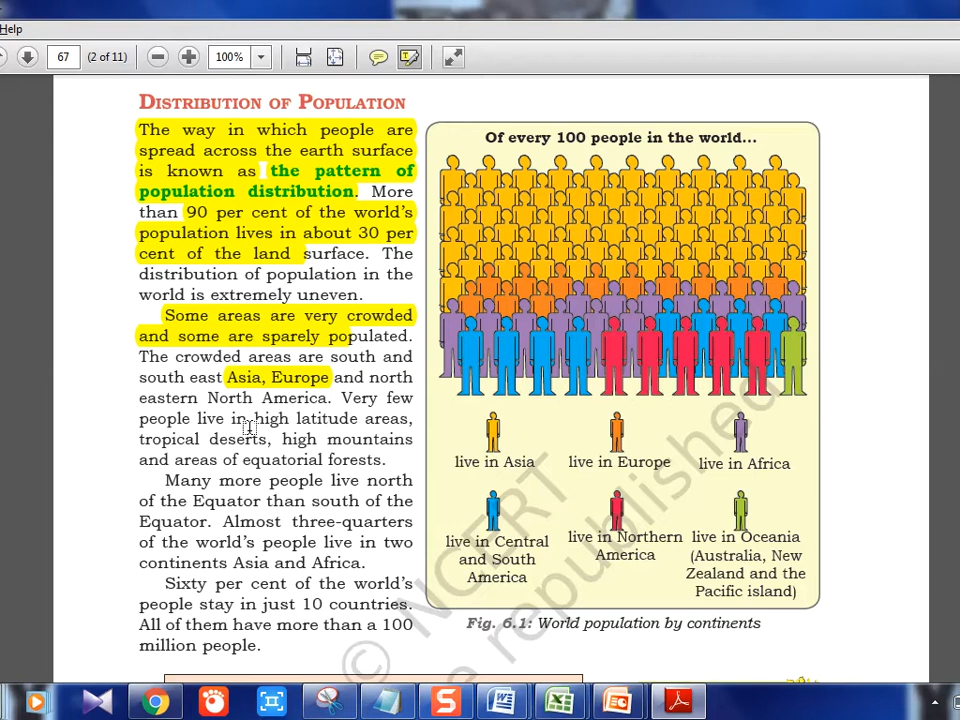 Help
67
(2 of 11)
100%
DISTRIBUTION OF POPULATION
The way in which people are
spread across the earth surface
is known as the pattern of
population distribution. More
than 90 per cent of the world's
population lives in about 30 per
cent of the land surface. The
distribution of population in the
world is extremely uneven.
Some areas are very crowded
and some are sparely populated.
The crowded areas are south and
south east Asia, Europe and north
eastern North America. Very few
people live in high latitude areas,
tropical deserts, high mountains
and areas of equatorial forests.
Many more people live north
of the Equator than south of the
Equator. Almost three-quarters
of the world's people live in two
continents Asia and Africa.
Sixty per cent of the world's
people stay in just 10 countries.
All of them have more than a 100
million people.
Of every 100 people in the world...
live in Asia
live in Europe
live in Africa
live in Central
and South
America
live in Northern
America
live in Oceania
(Australia, New
Zealand and the
Pacific island)
Fig. 6.1: World population by continents
© NCERT
be republished